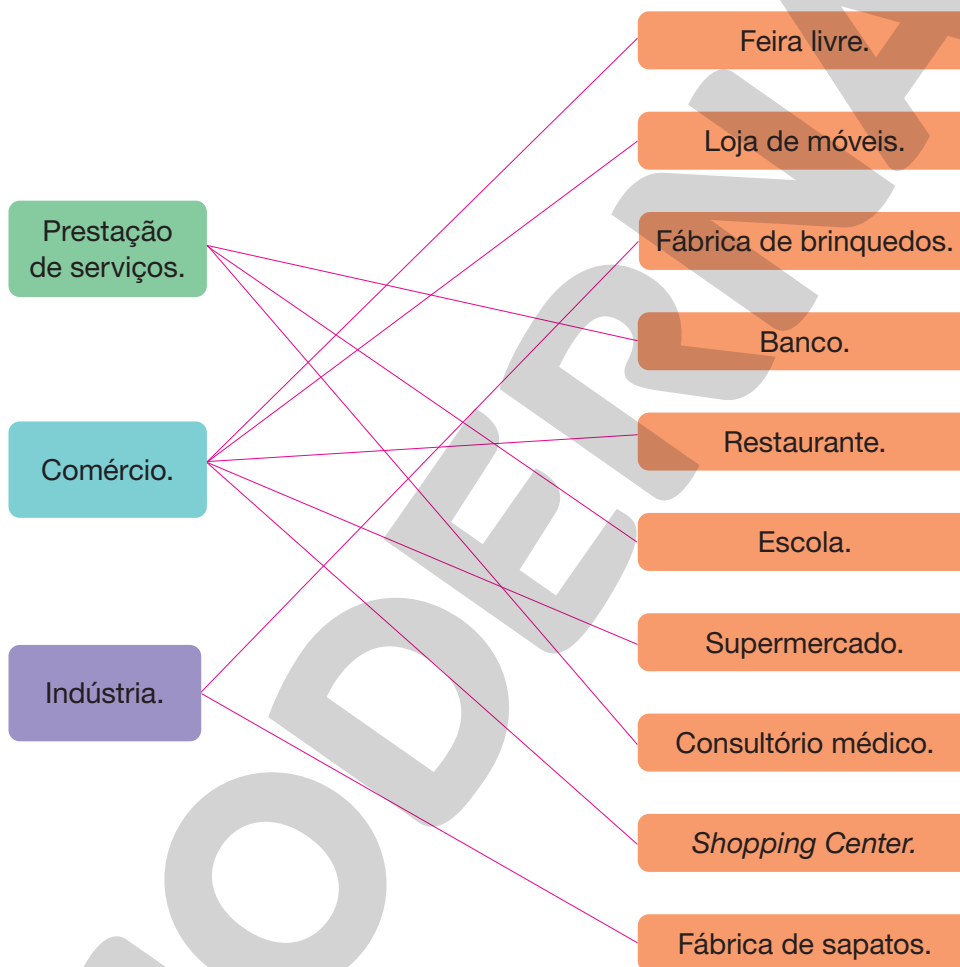 Prestação
de serviços.
Comércio.
Indústria.
Feira livre.
Loja de móveis.
Fábrica de brinquedos.
Banco.
Restaurante.
Escola.
Supermercado.
Consultório médico.
Shopping Center.
Fábrica de sapatos.
MODERNA